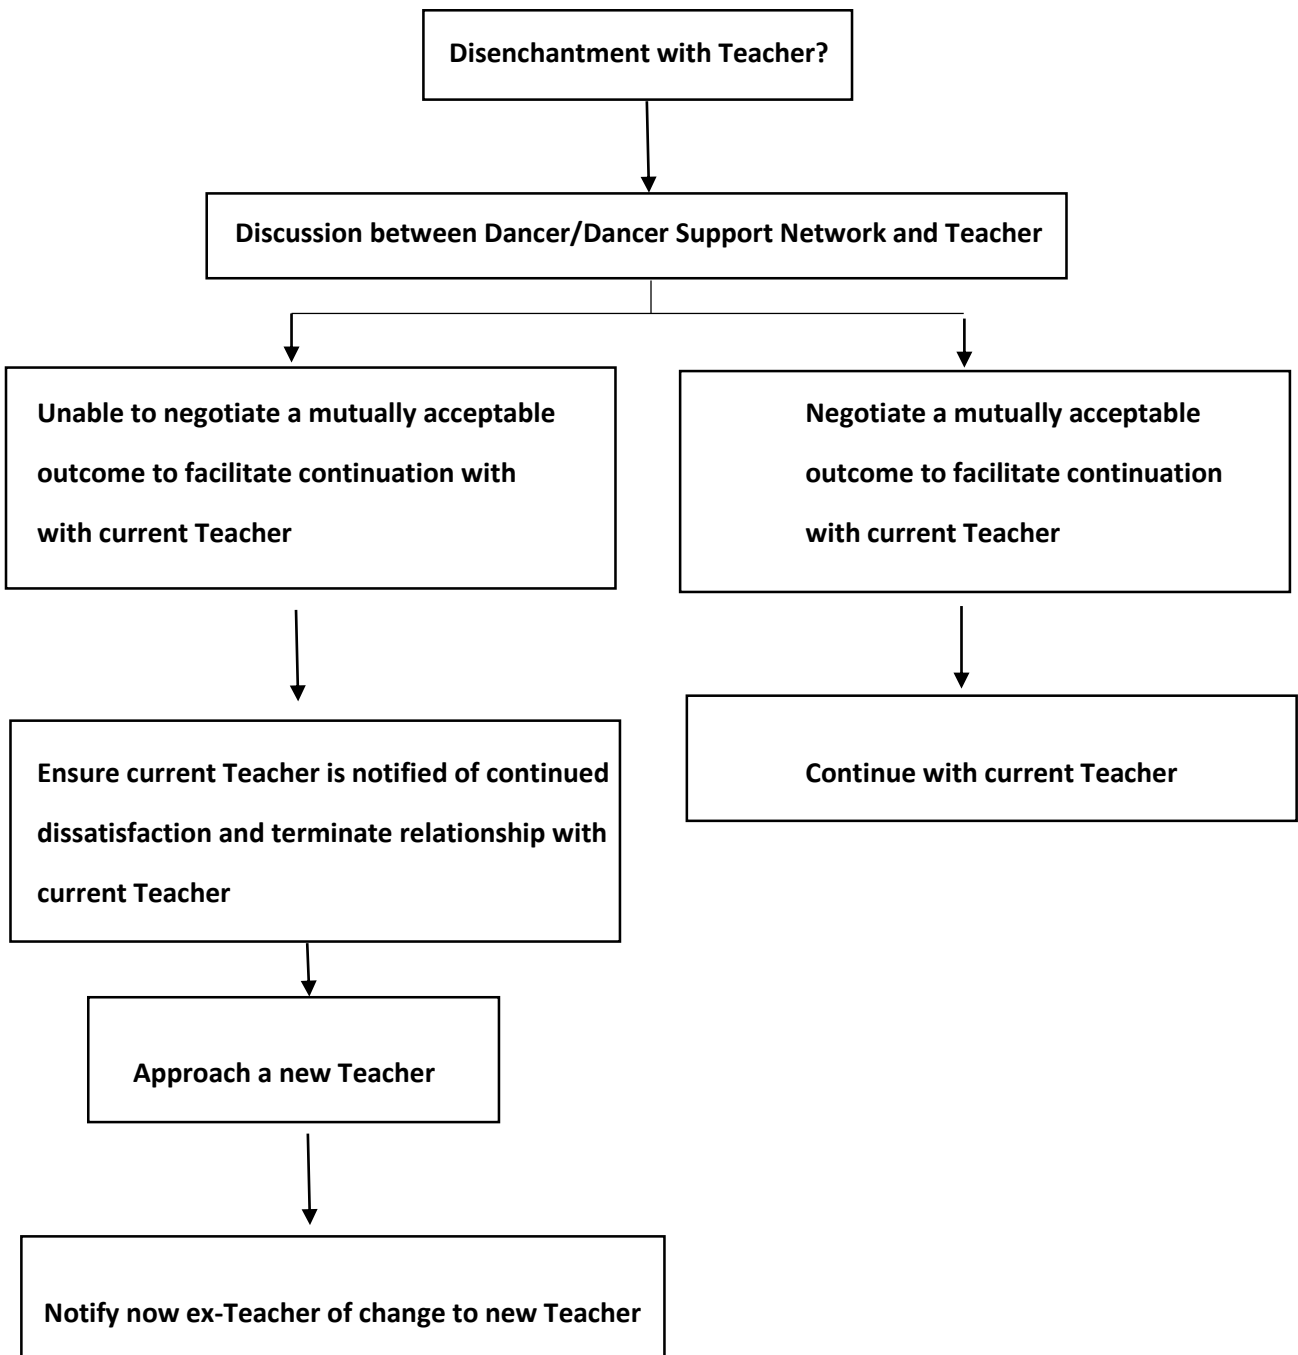 Disenchantment with Teacher?
Discussion between Dancer/Dancer Support Network and Teacher
Unable to negotiate a mutually acceptable
outcome to facilitate continuation with
with current Teacher
Negotiate a mutually acceptable
outcome to facilitate continuation
with current Teacher
Ensure current Teacher is notified of continued
dissatisfaction and terminate relationship with
current Teacher
Continue with current Teacher
Approach a new Teacher
Notify now ex-Teacher of change to new Teacher